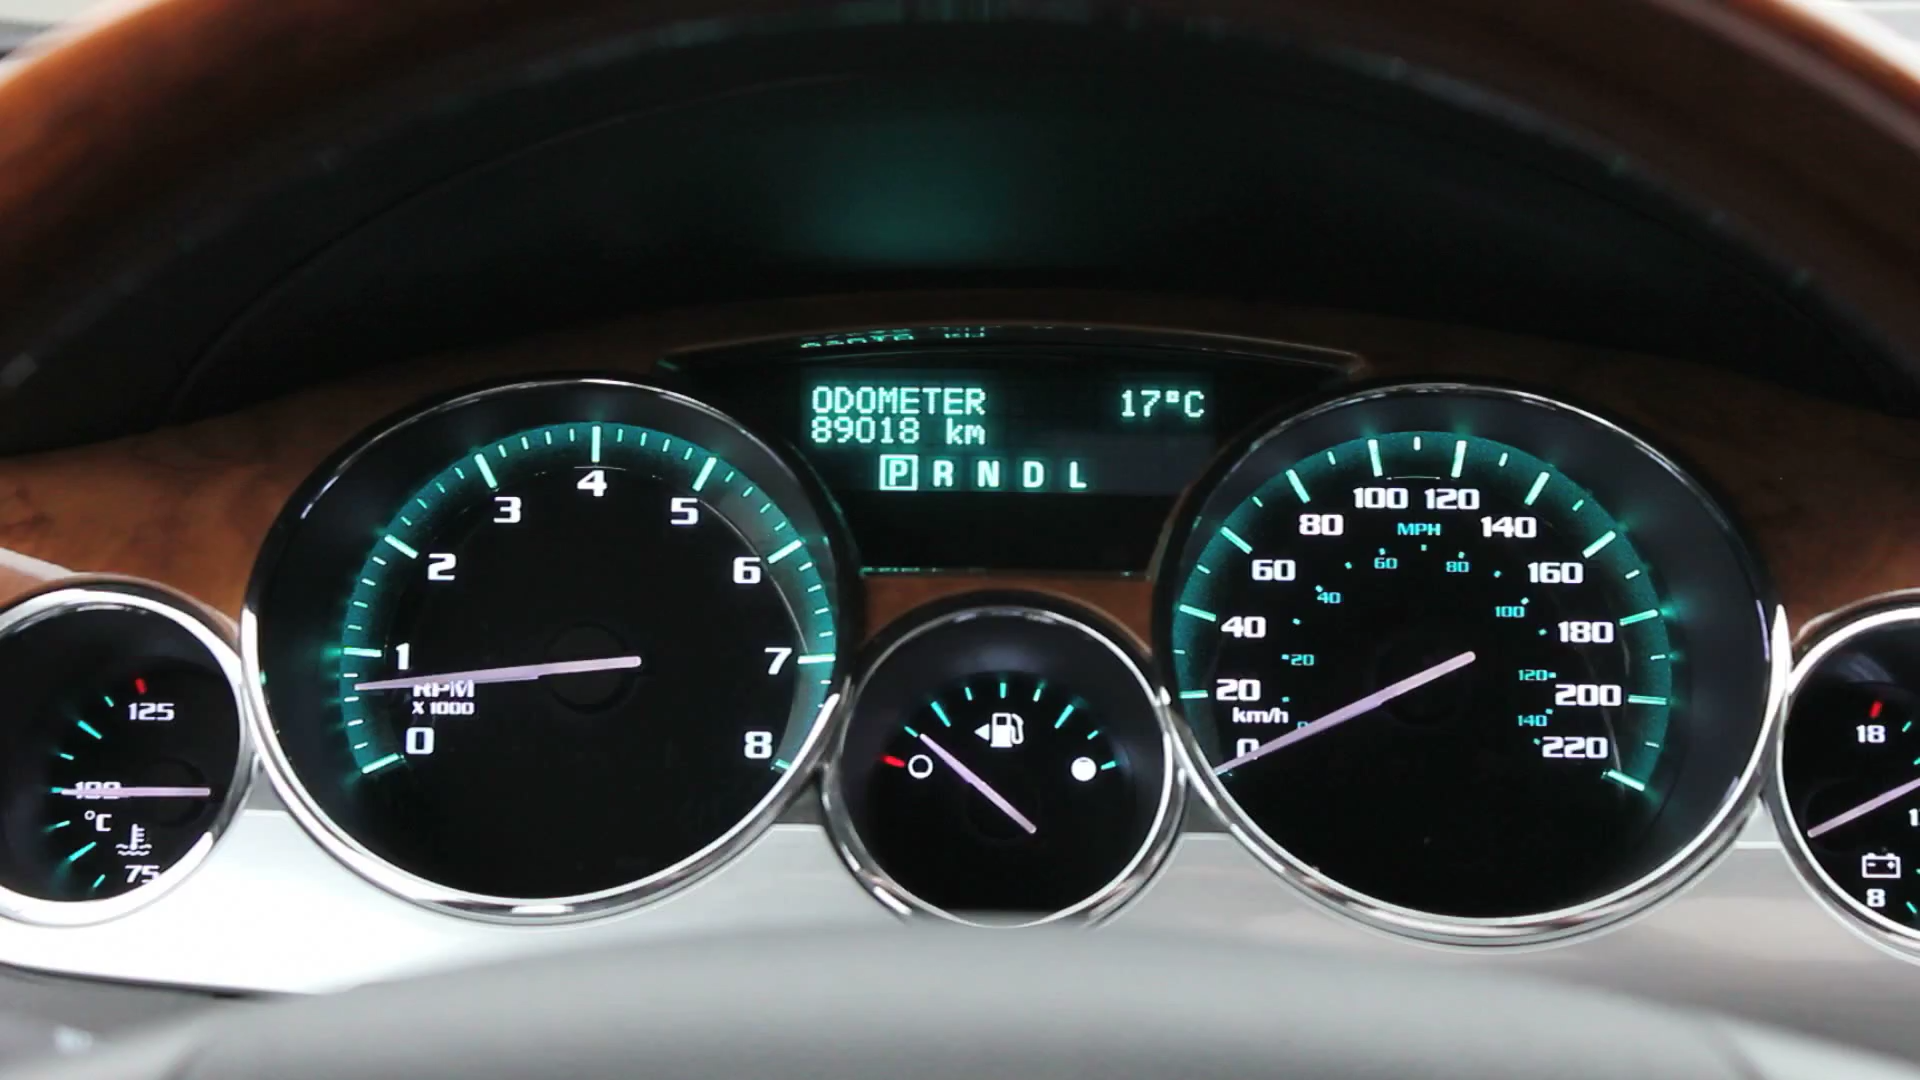 ODOMETER 17°C
89018 km
P R N D L
125
100
°C
75
0 1 2 3 4 5 6 7 8
RPM
X 1000
0 20 40 60 80 100 120 140 160 180 200 220
km/h
MPH
20 40 60 80 100 120 140
18
8